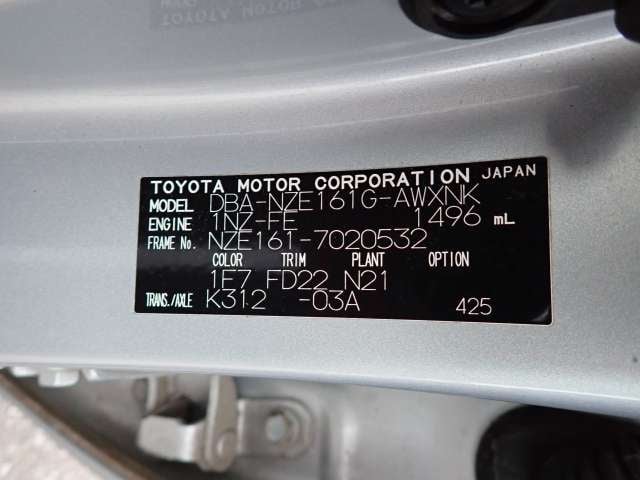 TOYOTA MOTOR CORPORATION JAPAN
MODEL DBA-NZE161G-AWXNK
ENGINE 1NZ-FE 1496 mL
FRAME No. NZE161-7020532
COLOR TRIM PLANT OPTION
1E7 FD22 N21
TRANS./AXLE K312 -03A 425